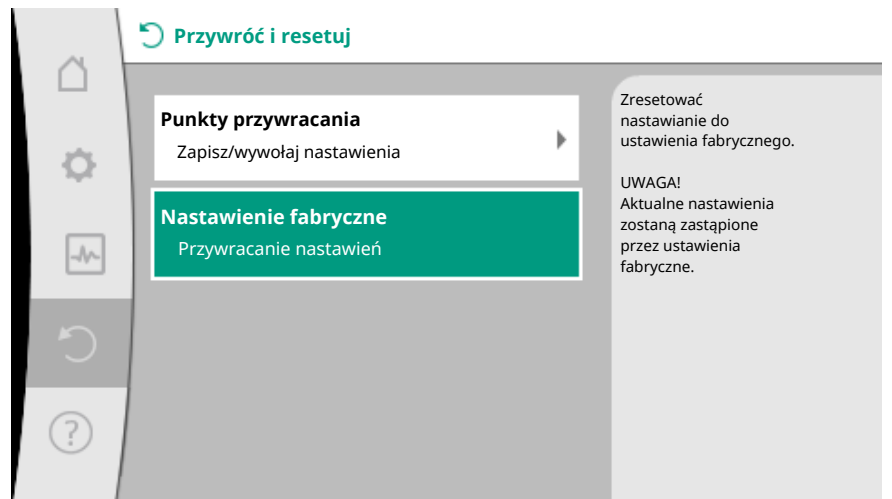 Przywróć i resetuj
Punkty przywracania
Zapisz/wywołaj nastawienia
Nastawienie fabryczne
Przywracanie nastawień
Zresetować
nastawianie do
ustawienia fabrycznego.
UWAGA!
Aktualne nastawienia
zostaną zastąpione
przez ustawienia
fabryczne.
?